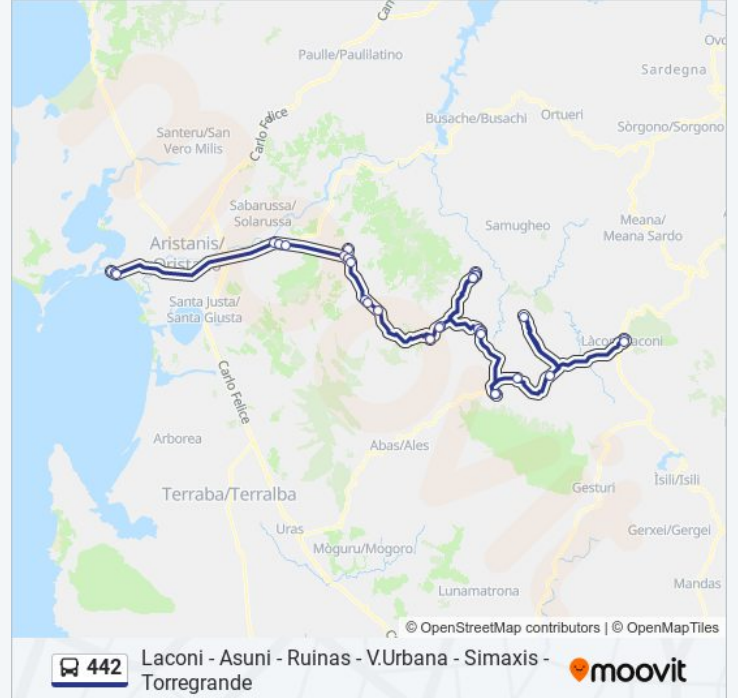 Can
Ovo
Paulle/Paulilatino
Sardegna
Busache/Busachi
Ortueri
Carlo Felice
Sòrgono/Sorgono
Santeru/San
Vero Milis
Sabarussa/
Solarussa
Samugheo
Meana/
Meana Sardo
Aristanis/
Oristano
Santa Justa/
Santa Giusta
Làconi/Laconi
Carlo Felice
Arborea
Abas/Ales
Terraba/Terralba
Gesturi
Ìsili/Isili
Uras
Mòguru/Mogoro
Gerxei/Gergei
Lunamatrona
Mandas
© OpenStreetMap contributors | © OpenMapTiles
442
Laconi - Asuni - Ruinas - V.Urbana - Simaxis -
Torregrande
moovit